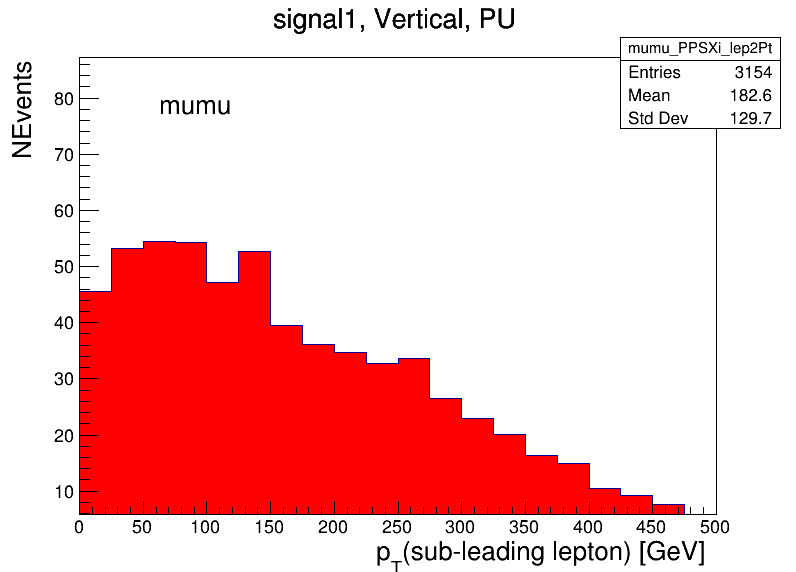 signal1, Vertical, PU
mumu_PPSXi_lep2Pt
Entries 3154
Mean 182.6
Std Dev 129.7
NEvents
mumu
80
70
60
50
40
30
20
10
0 50 100 150 200 250 300 350 400 450 500
pT(sub-leading lepton) [GeV]